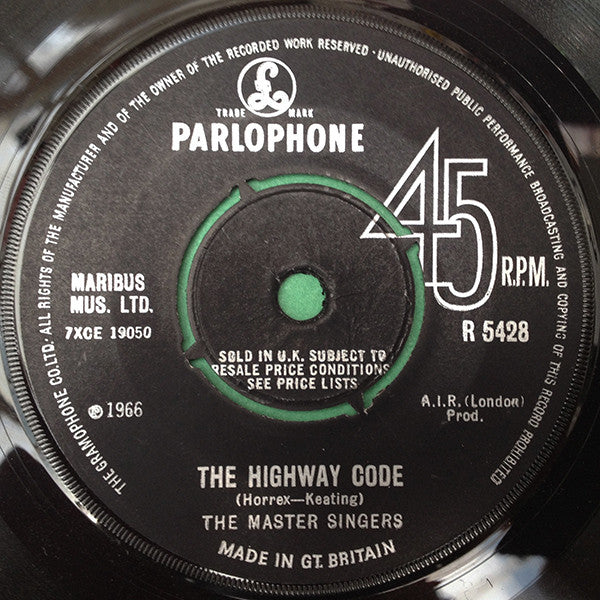 THE GRAMOPHONE CO. LTD. ALL RIGHTS OF THE MANUFACTURER AND OF THE OWNER OF THE RECORDED WORK RESERVED · UNAUTHORISED PUBLIC PERFORMANCE BROADCASTING AND COPYING OF THIS RECORD PROHIBITED
£
TRADE MARK
PARLOPHONE
45
R.P.M.
MARIBUS
MUS. LTD.
7XCE 19050
R 5428
SOLD IN U.K. SUBJECT TO
RESALE PRICE CONDITIONS,
SEE PRICE LISTS
℗ 1966
A.I.R. (London)
Prod.
THE HIGHWAY CODE
(Horrex—Keating)
THE MASTER SINGERS
MADE IN GT. BRITAIN